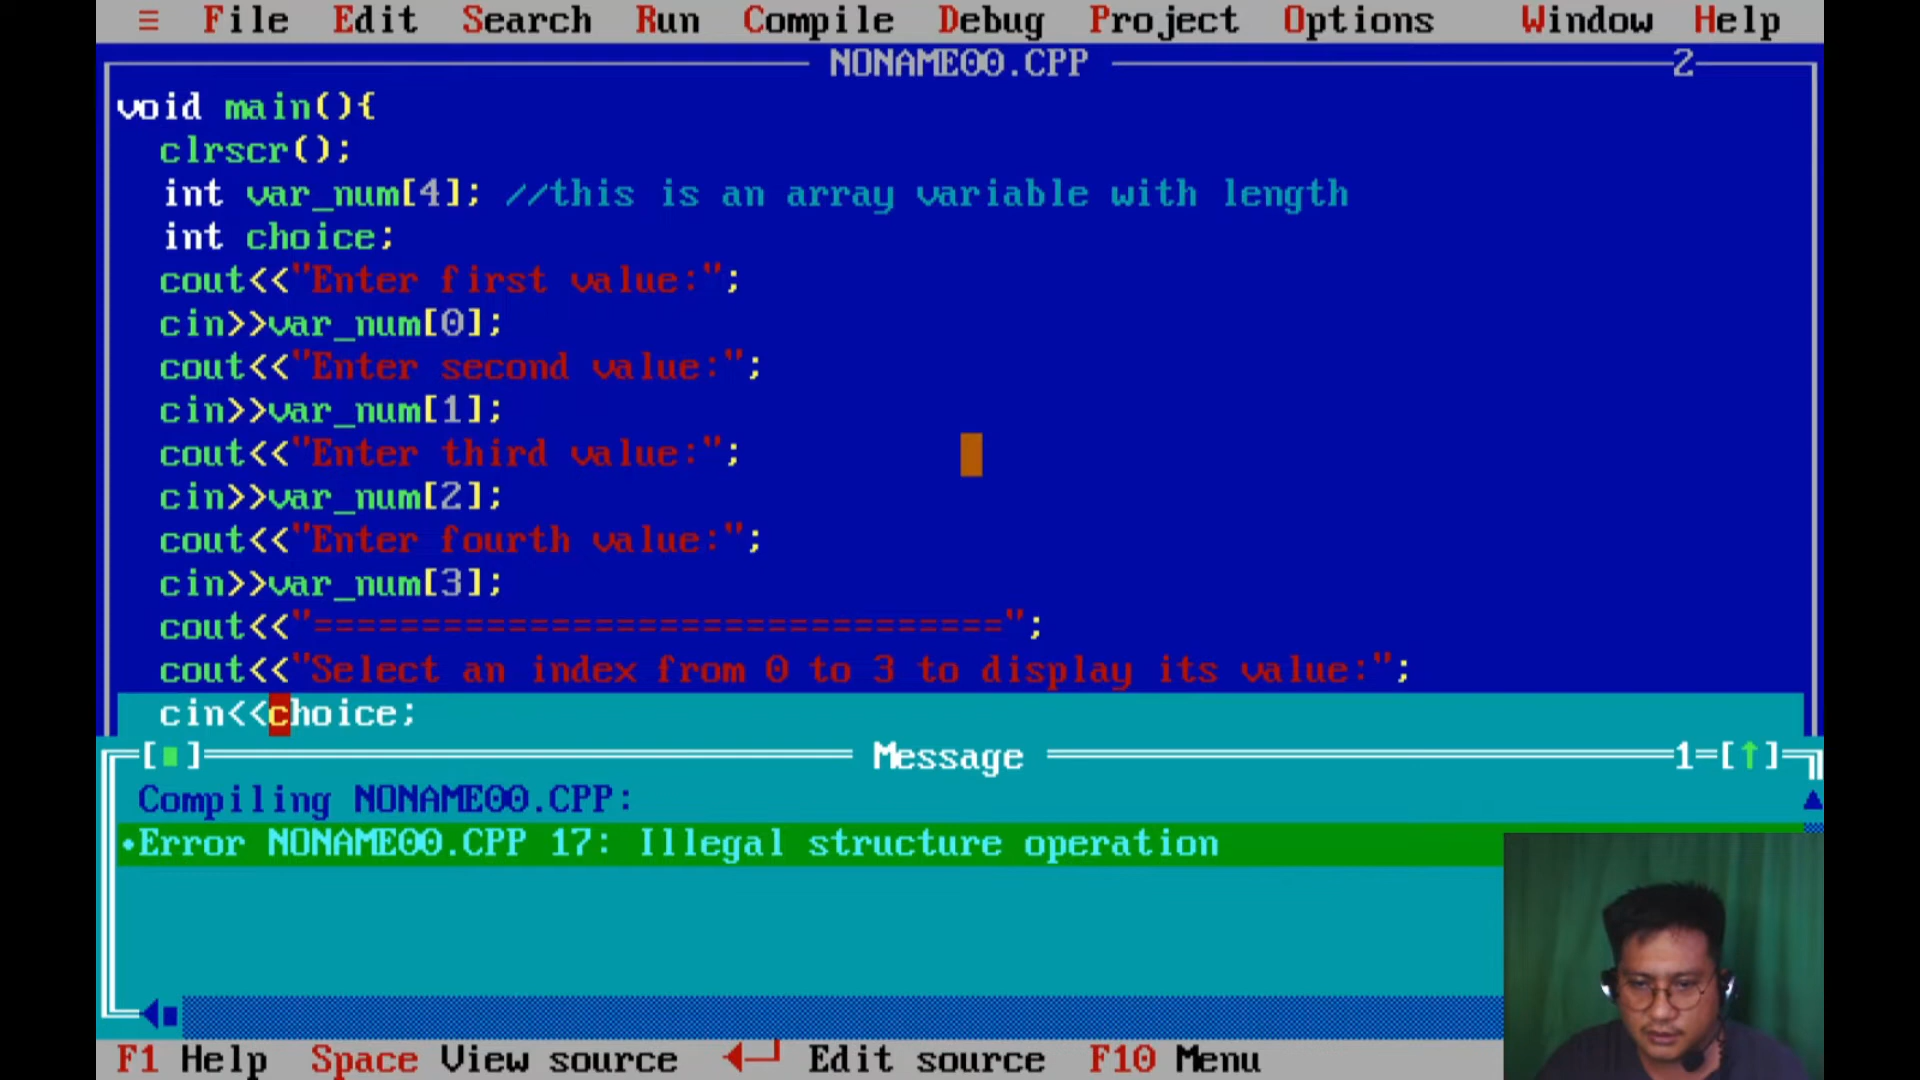 ≡ File Edit Search Run Compile Debug Project Options Window Help
NONAME00.CPP 2
void main(){
clrscr();
int var_num[4]; //this is an array variable with length
int choice;
cout<<"Enter first value:";
cin>>var_num[0];
cout<<"Enter second value:";
cin>>var_num[1];
cout<<"Enter third value:";
cin>>var_num[2];
cout<<"Enter fourth value:";
cin>>var_num[3];
cout<<"================================";
cout<<"Select an index from 0 to 3 to display its value:";
cin<<choice;
[■] Message 1=[↑]
Compiling NONAME00.CPP:
•Error NONAME00.CPP 17: Illegal structure operation
F1 Help Space View source ◄─┘ Edit source F10 Menu